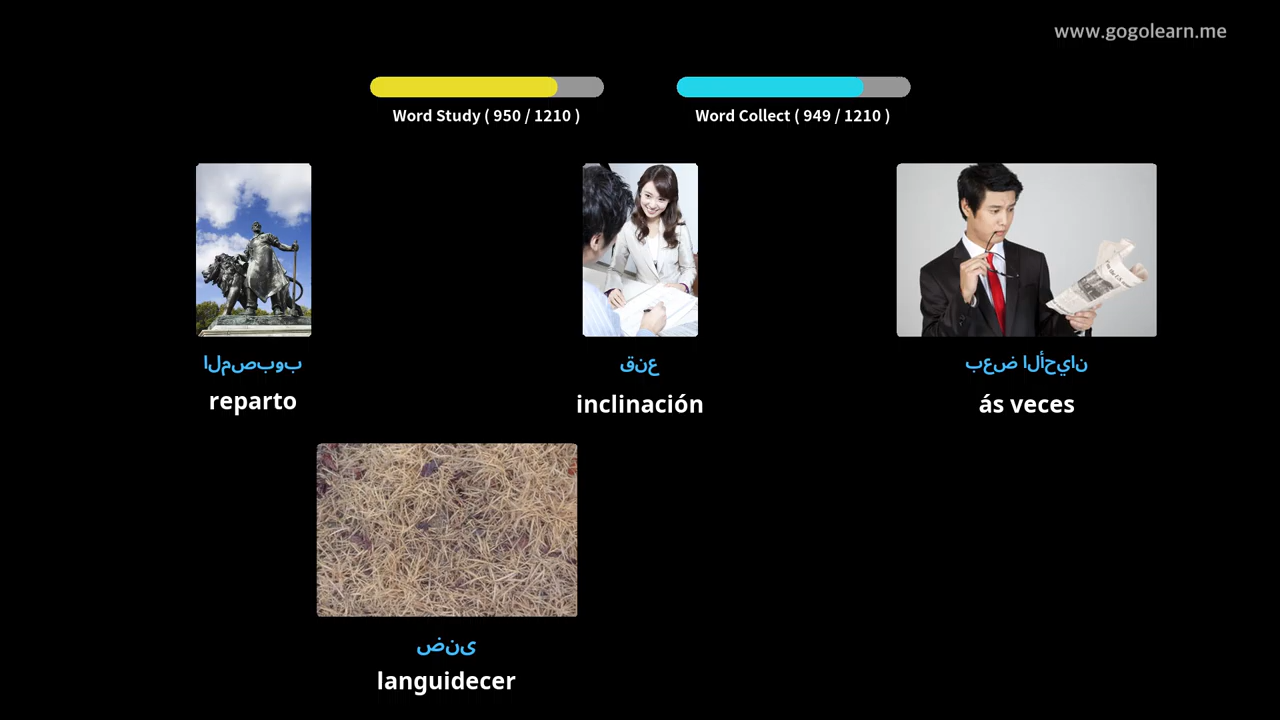 www.gogolearn.me
Word Study ( 950 / 1210 )
Word Collect ( 949 / 1210 )
المصبوب
reparto
قنع
inclinación
بعض الأحيان
ás veces
ضنى
languidecer